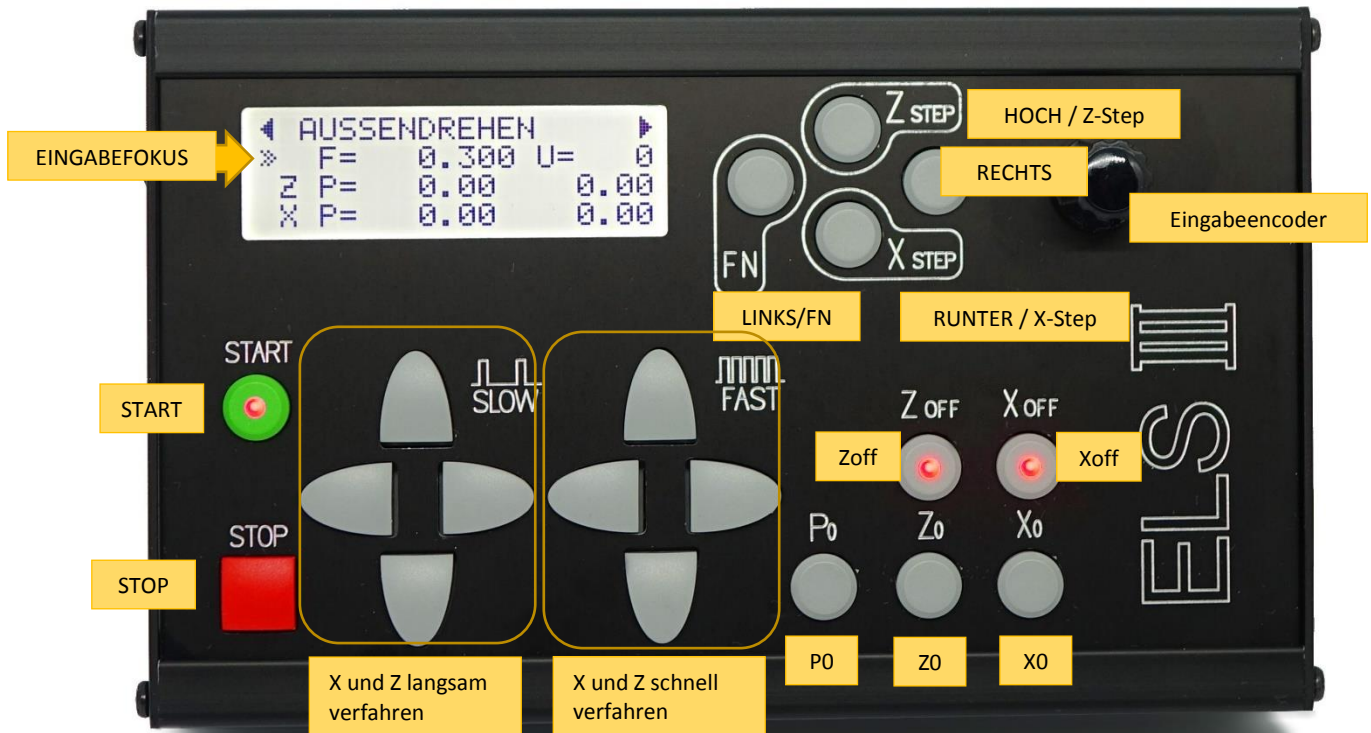 ◀ AUSSENDREHEN ▶
» F= 0.300 U= 0
Z P= 0.00 0.00
X P= 0.00 0.00
EINGABEFOKUS
Z STEP
HOCH / Z-Step
RECHTS
Eingabeencoder
X STEP
FN
LINKS/FN
RUNTER / X-Step
START
START
SLOW
FAST
Z OFF
X OFF
Zoff
Xoff
STOP
STOP
P0
Z0
X0
P0
Z0
X0
X und Z langsam
verfahren
X und Z schnell
verfahren
ELS III